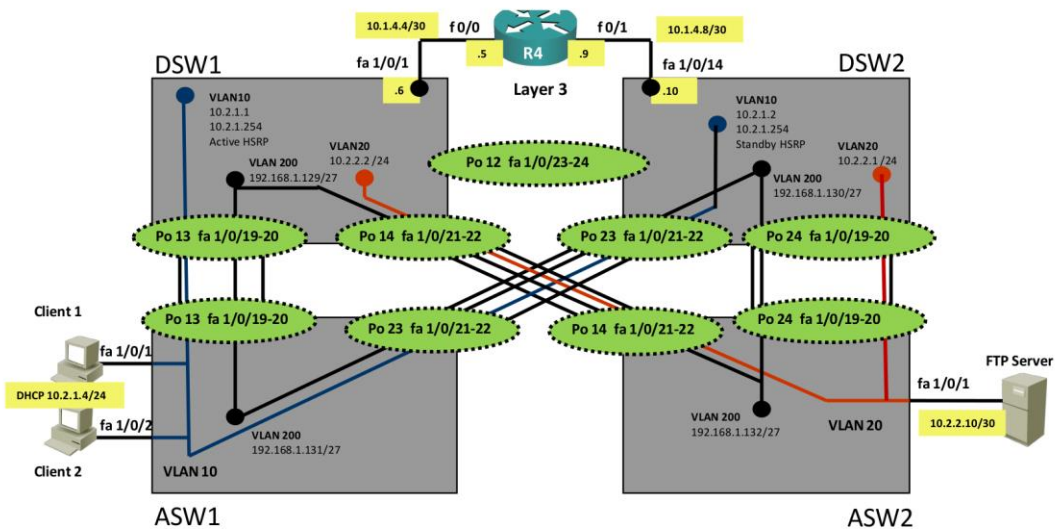 10.1.4.4/30
f 0/0
R4
f 0/1
10.1.4.8/30
.5
.9
DSW1
fa 1/0/1
.6
Layer 3
fa 1/0/14
.10
DSW2
VLAN10
10.2.1.1
10.2.1.254
Active HSRP
VLAN20
10.2.2.2 /24
VLAN 200
192.168.1.129/27
Po 12 fa 1/0/23-24
VLAN10
10.2.1.2
10.2.1.254
Standby HSRP
VLAN20
10.2.2.1 /24
VLAN 200
192.168.1.130/27
Po 13 fa 1/0/19-20
Po 14 fa 1/0/21-22
Po 23 fa 1/0/21-22
Po 24 fa 1/0/19-20
Po 13 fa 1/0/19-20
Po 23 fa 1/0/21-22
Po 14 fa 1/0/21-22
Po 24 fa 1/0/19-20
Client 1
fa 1/0/1
DHCP 10.2.1.4/24
fa 1/0/2
Client 2
VLAN 200
192.168.1.131/27
VLAN 10
ASW1
VLAN 200
192.168.1.132/27
VLAN 20
FTP Server
fa 1/0/1
10.2.2.10/30
ASW2